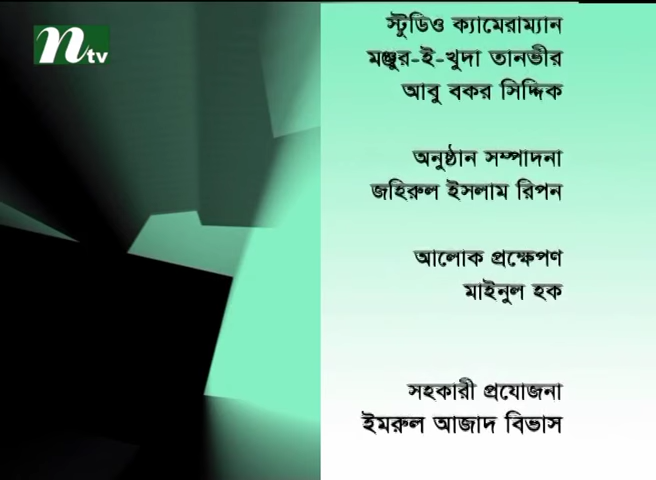 ntv
স্টুডিও ক্যামেরাম্যান
মঞ্জুর-ই-খুদা তানভীর
আবু বকর সিদ্দিক
অনুষ্ঠান সম্পাদনা
জহিরুল ইসলাম রিপন
আলোক প্রক্ষেপণ
মাইনুল হক
সহকারী প্রযোজনা
ইমরুল আজাদ বিভাস